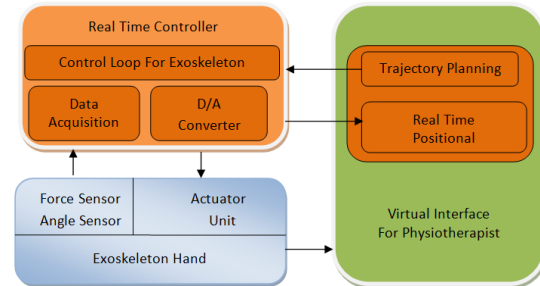 Real Time Controller
Control Loop For Exoskeleton
Data
Acquisition
D/A
Converter
Trajectory Planning
Real Time
Positional
Force Sensor
Angle Sensor
Actuator
Unit
Exoskeleton Hand
Virtual Interface
For Physiotherapist